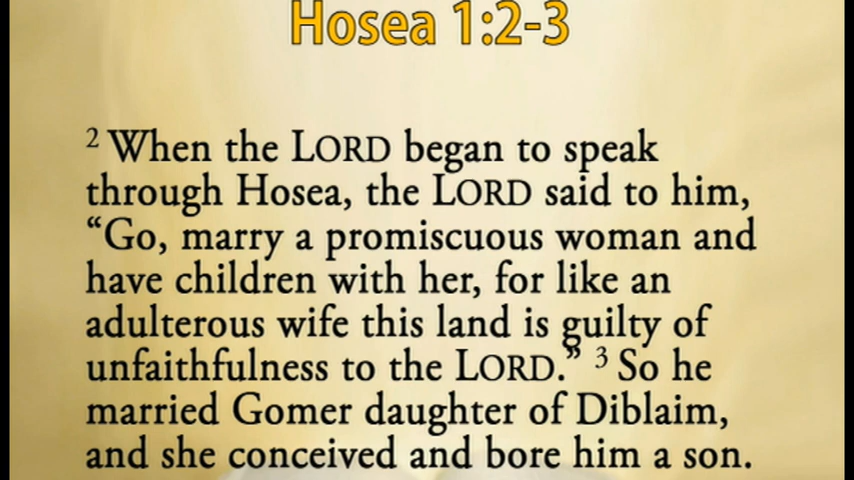 Hosea 1:2-3
2 When the LORD began to speak
through Hosea, the LORD said to him,
“Go, marry a promiscuous woman and
have children with her, for like an
adulterous wife this land is guilty of
unfaithfulness to the LORD.” 3 So he
married Gomer daughter of Diblaim,
and she conceived and bore him a son.